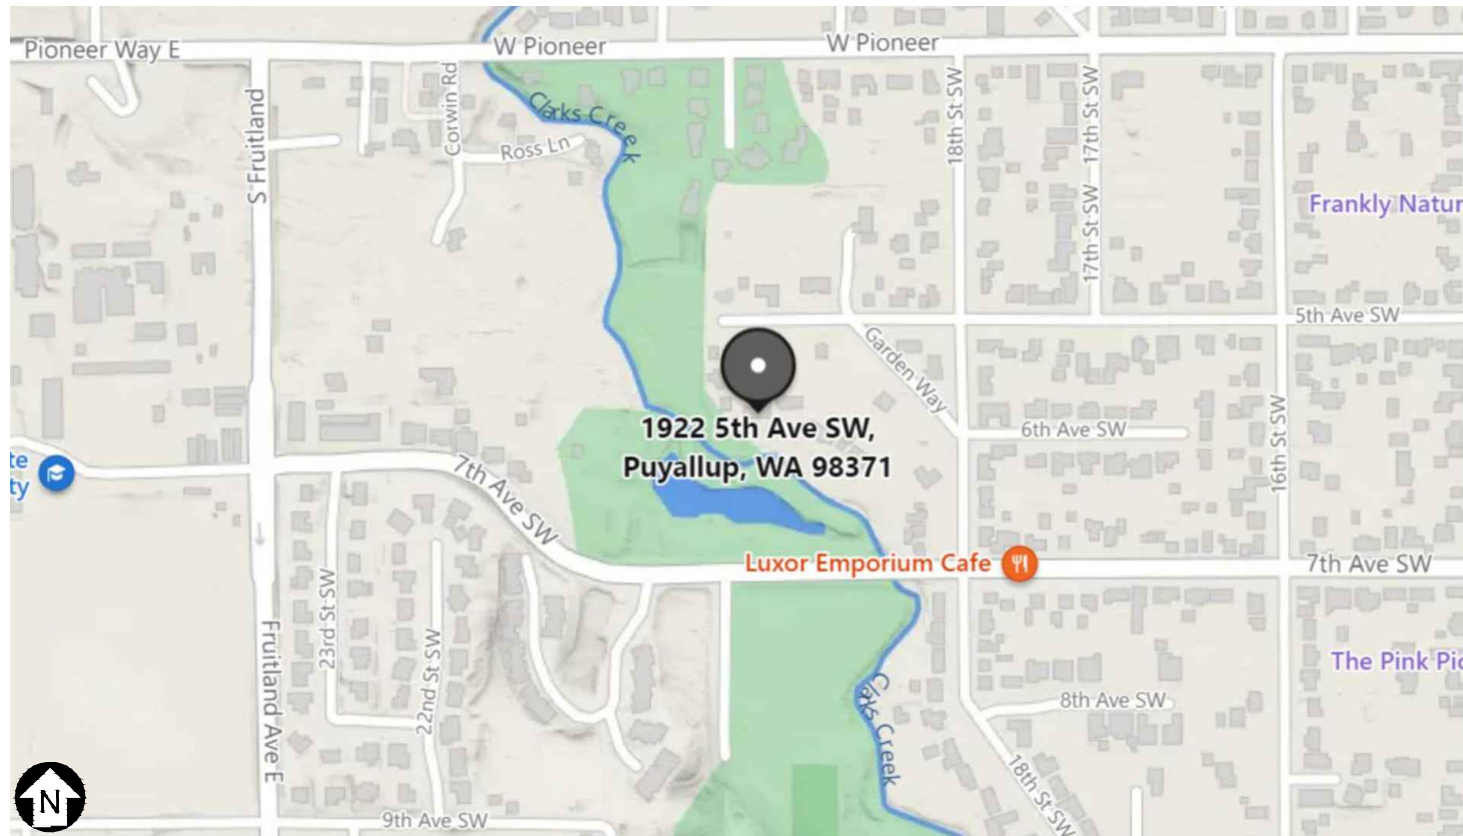 Pioneer Way E
W Pioneer
W Pioneer
S Fruitland
Corwin Rd
Clarks Creek
Ross Ln
18th St SW
17th St SW
17th St SW
Frankly Natur
5th Ave SW
Garden Way
1922 5th Ave SW,
Puyallup, WA 98371
6th Ave SW
16th St SW
te
ty
7th Ave SW
Luxor Emporium Cafe
7th Ave SW
23rd St SW
22nd St SW
Fruitland Ave E
The Pink Pi
Clarks Creek
8th Ave SW
18th St SW
N
9th Ave SW